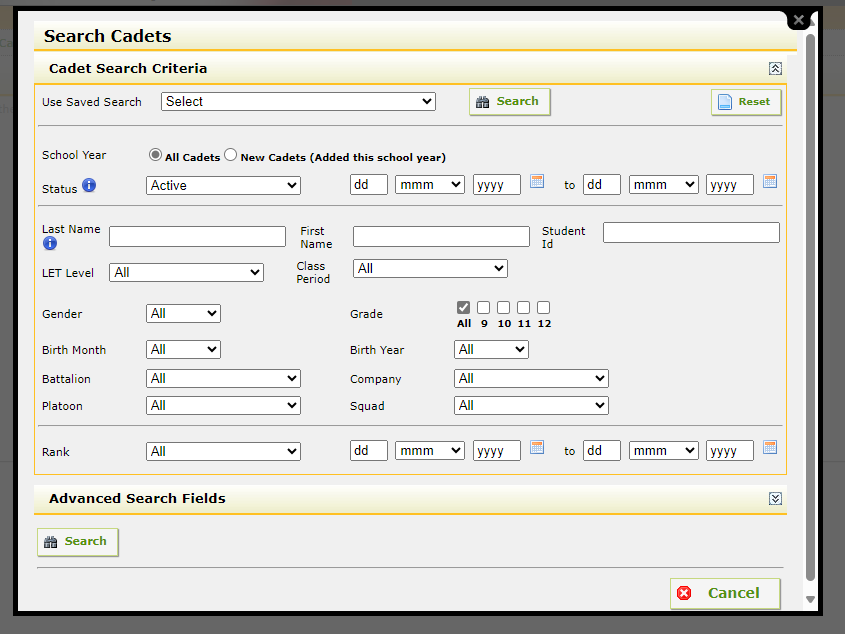 Search Cadets
Cadet Search Criteria
Use Saved Search Select Search Reset
School Year All Cadets New Cadets (Added this school year)
Status Active dd mmm yyyy to dd mmm yyyy
Last Name First Name Student Id
LET Level All Class Period All
Gender All Grade All 9 10 11 12
Birth Month All Birth Year All
Battalion All Company All
Platoon All Squad All
Rank All dd mmm yyyy to dd mmm yyyy
Advanced Search Fields
Search
Cancel